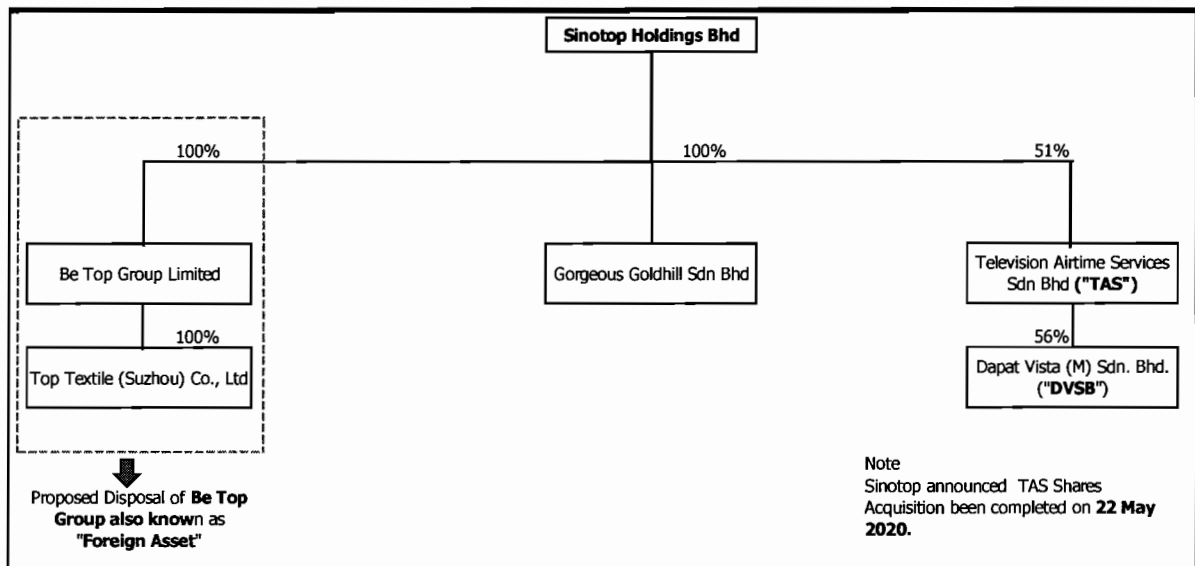 Sinotop Holdings Bhd
100%
100%
51%
Be Top Group Limited
Gorgeous Goldhill Sdn Bhd
Television Airtime Services
Sdn Bhd ("TAS")
100%
56%
Top Textile (Suzhou) Co., Ltd
Dapat Vista (M) Sdn. Bhd.
("DVSB")
Proposed Disposal of Be Top
Group also known as
"Foreign Asset"
Note
Sinotop announced TAS Shares
Acquisition been completed on 22 May
2020.